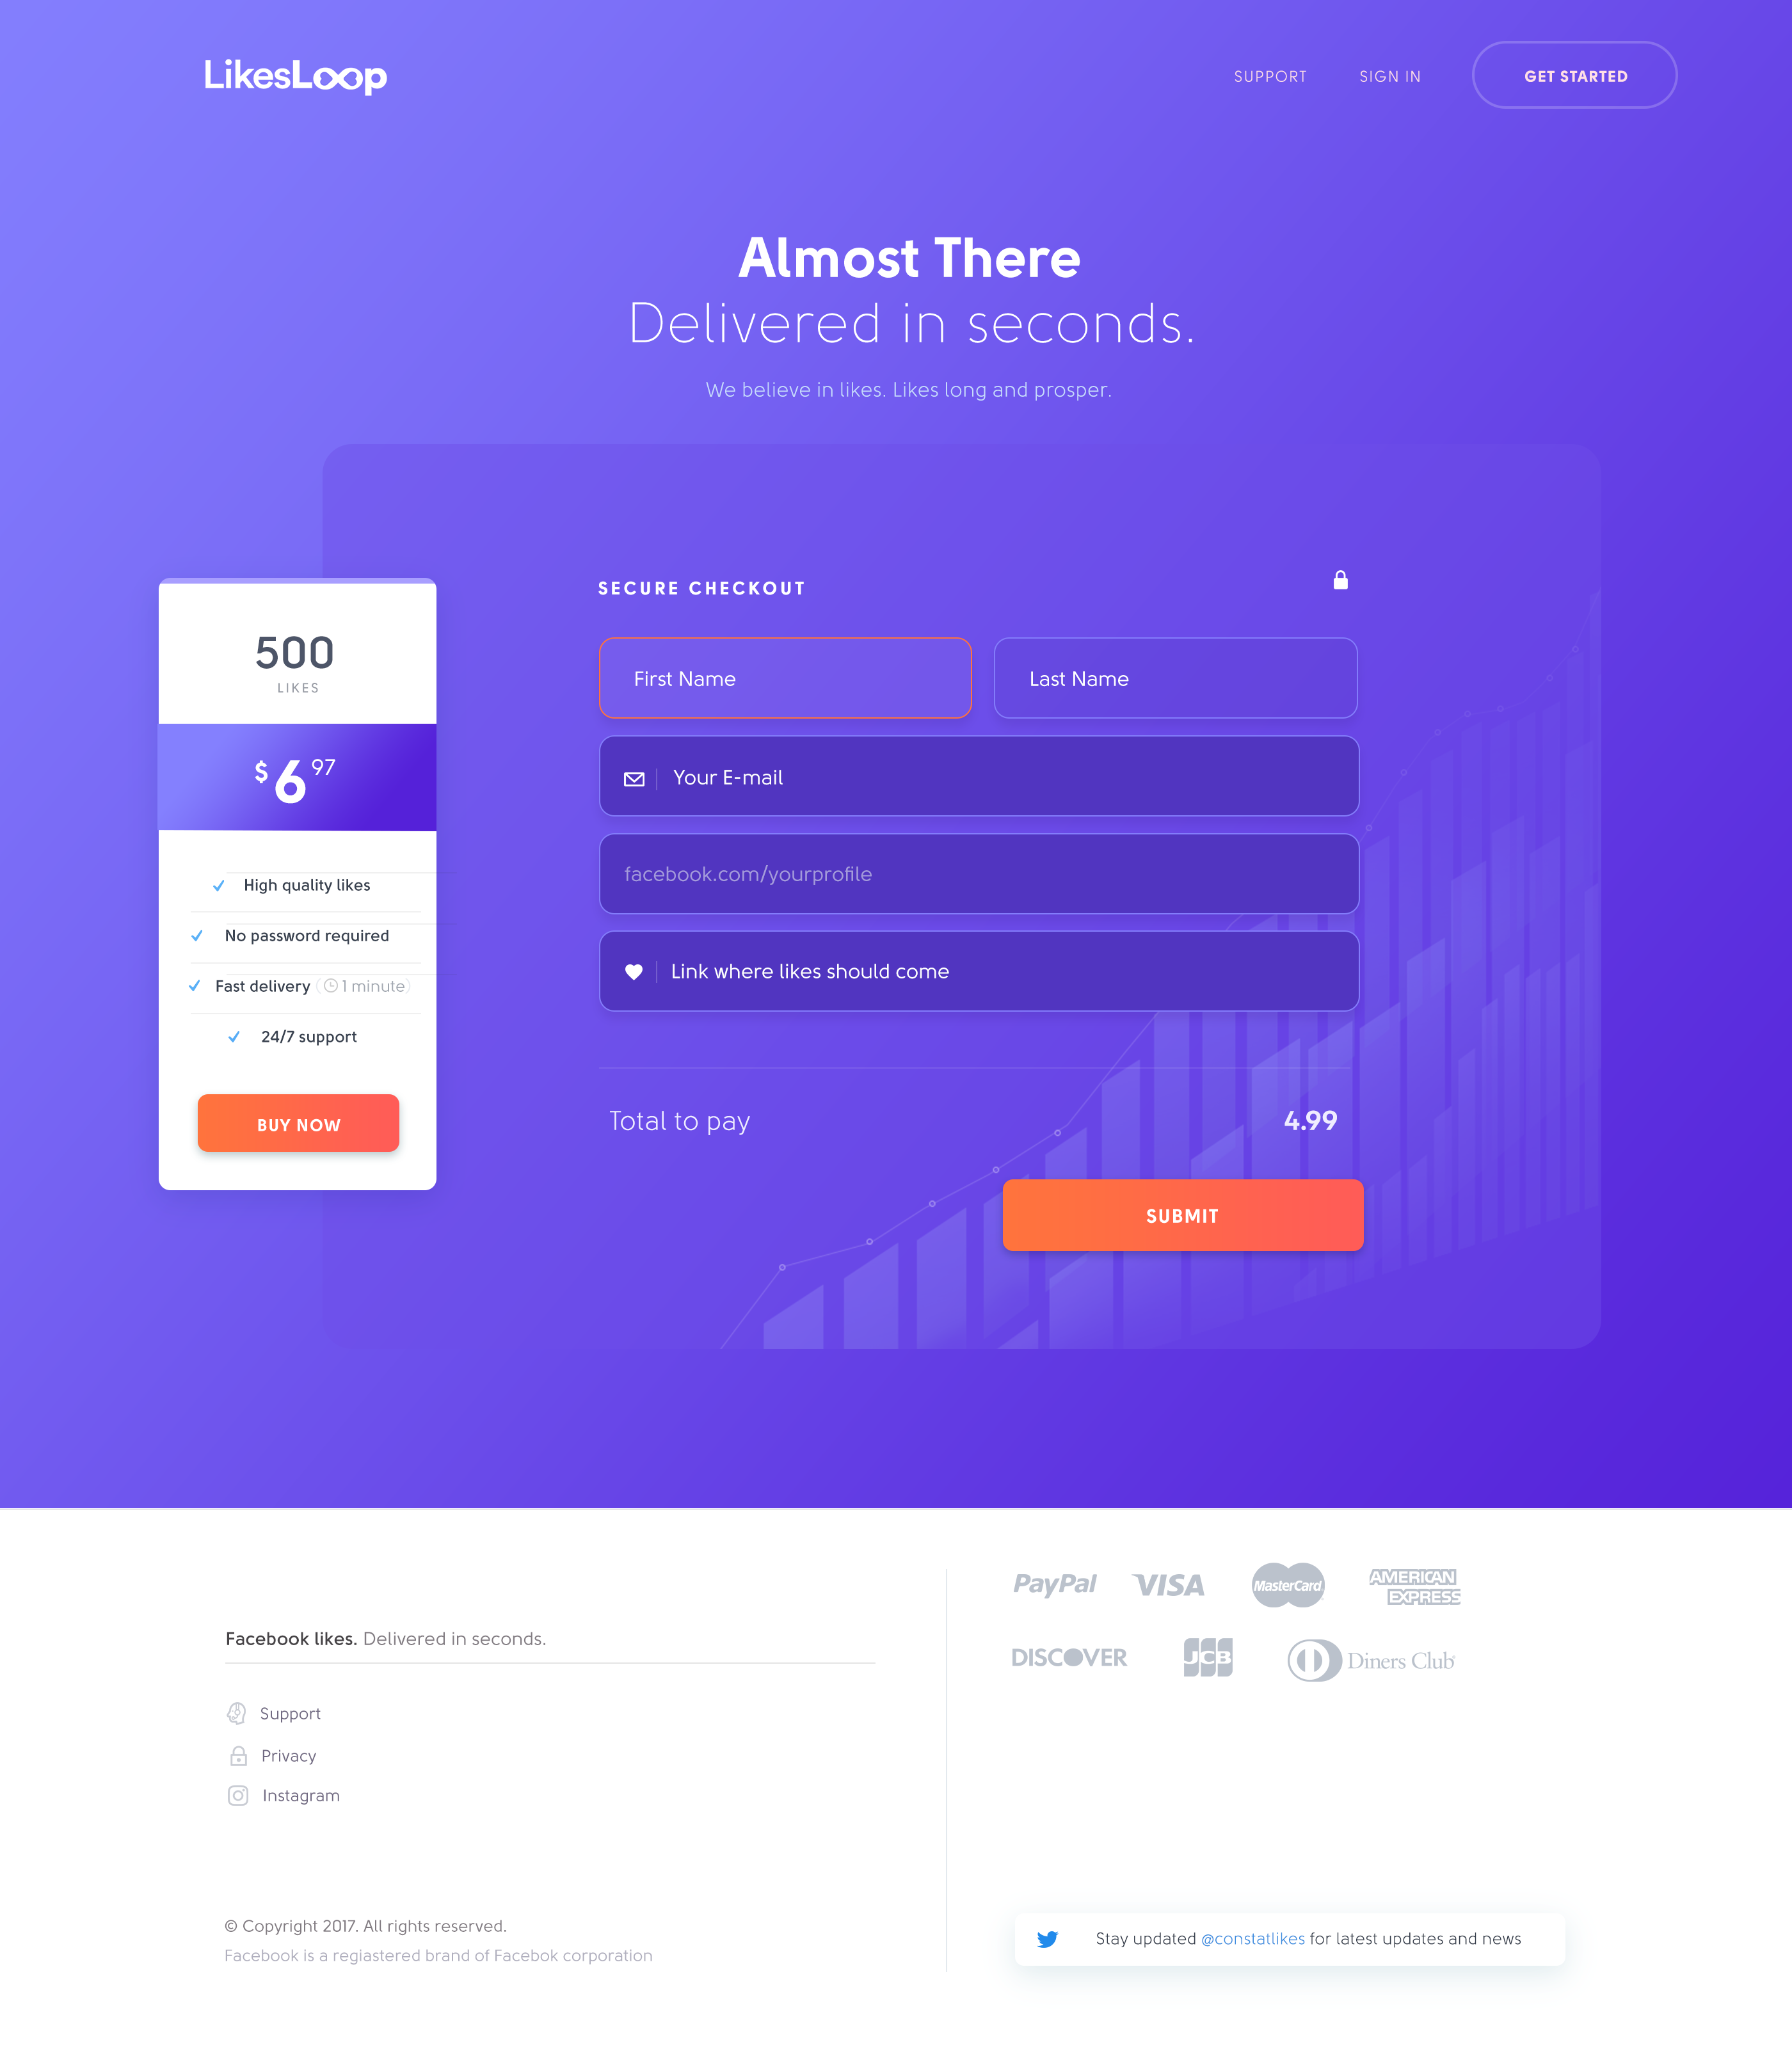 LikesLoop
SUPPORT
SIGN IN
GET STARTED
Almost There
Delivered in seconds.
We believe in likes. Likes long and prosper.
500
LIKES
$6 97
High quality likes
No password required
Fast delivery ( 1 minute)
24/7 support
BUY NOW
SECURE CHECKOUT
First Name
Last Name
Your E-mail
facebook.com/yourprofile
Link where likes should come
Total to pay
4.99
SUBMIT
Facebook likes. Delivered in seconds.
Support
Privacy
Instagram
© Copyright 2017. All rights reserved.
Facebook is a regiastered brand of Facebok corporation
PayPal
VISA
MasterCard
AMERICAN
EXPRESS
DISCOVER
JCB
Diners Club
Stay updated @constatlikes for latest updates and news